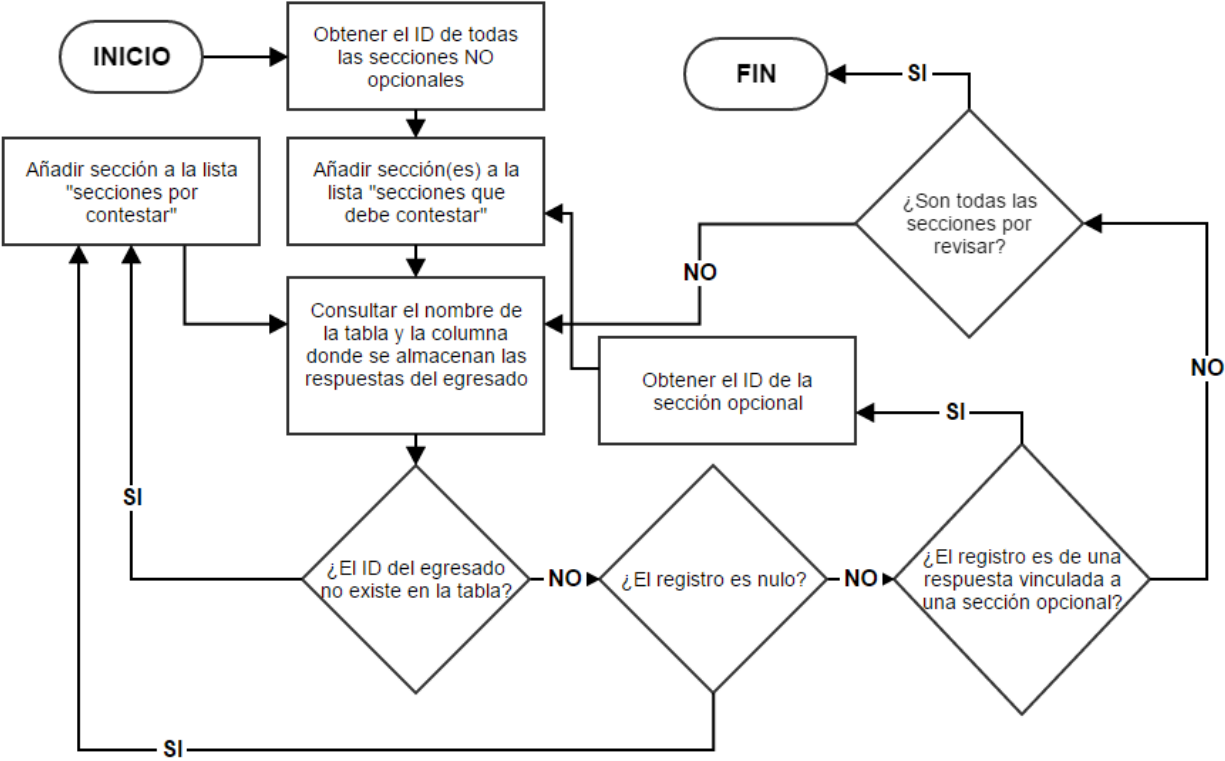 INICIO
Obtener el ID de todas
las secciones NO
opcionales
FIN
SI
Añadir sección a la lista
"secciones por
contestar"
Añadir sección(es) a la
lista "secciones que
debe contestar"
¿Son todas las
secciones por
revisar?
NO
Consultar el nombre de
la tabla y la columna
donde se almacenan las
respuestas del egresado
Obtener el ID de la
sección opcional
SI
NO
SI
¿El ID del egresado
no existe en la tabla?
NO
¿El registro es nulo?
NO
¿El registro es de una
respuesta vinculada a
una sección opcional?
SI